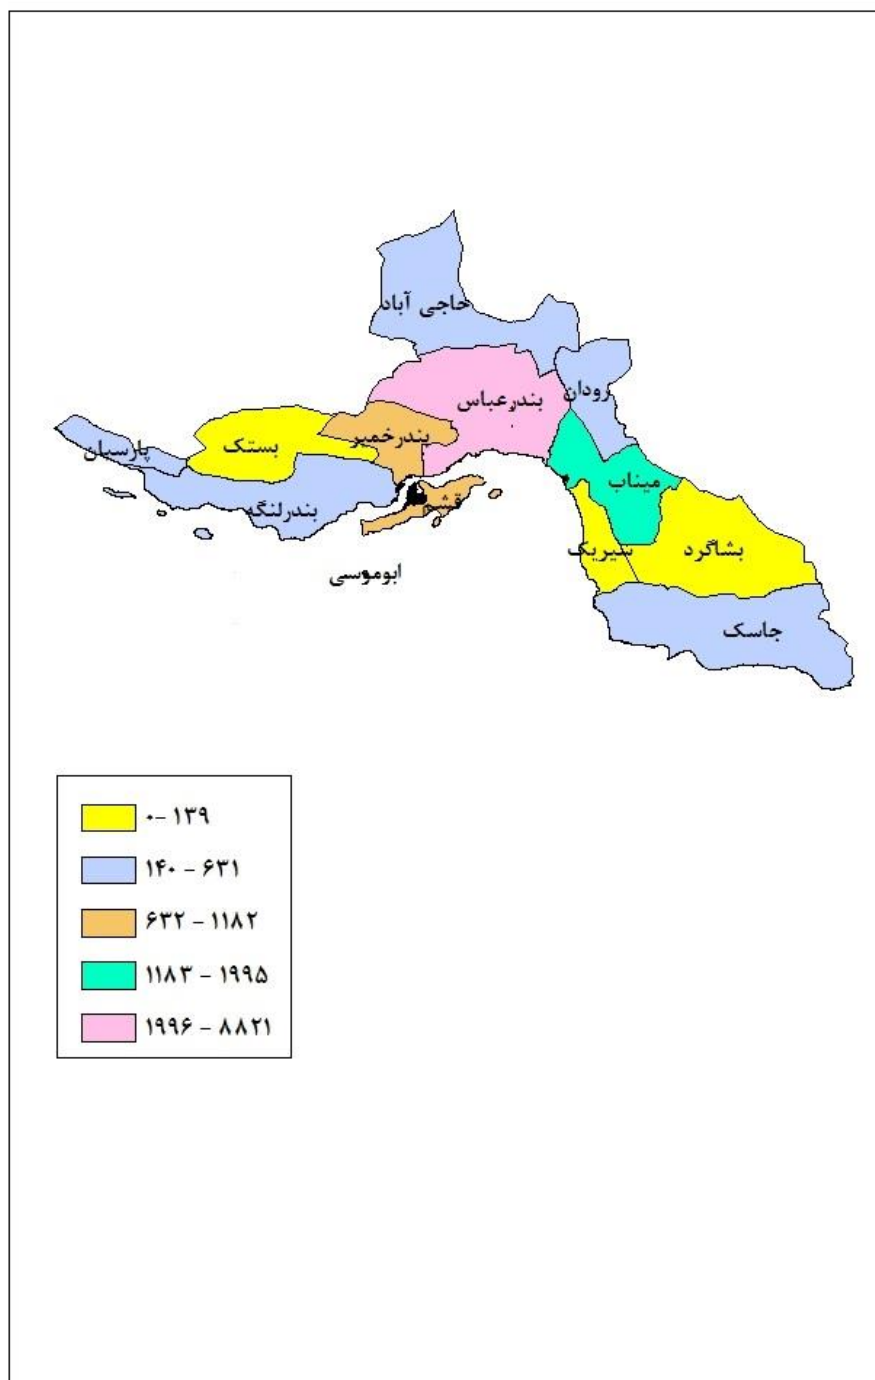 حاجی آباد
رودان
بندرعباس
بندرخمیر
بستک
پارسیان
میناب
قشم
بندرلنگه
بشاگرد
سیریک
ابوموسی
جاسک
۰- ۱۳۹
۱۴۰ - ۶۳۱
۶۳۲ - ۱۱۸۲
۱۱۸۳ - ۱۹۹۵
۱۹۹۶ - ۸۸۲۱